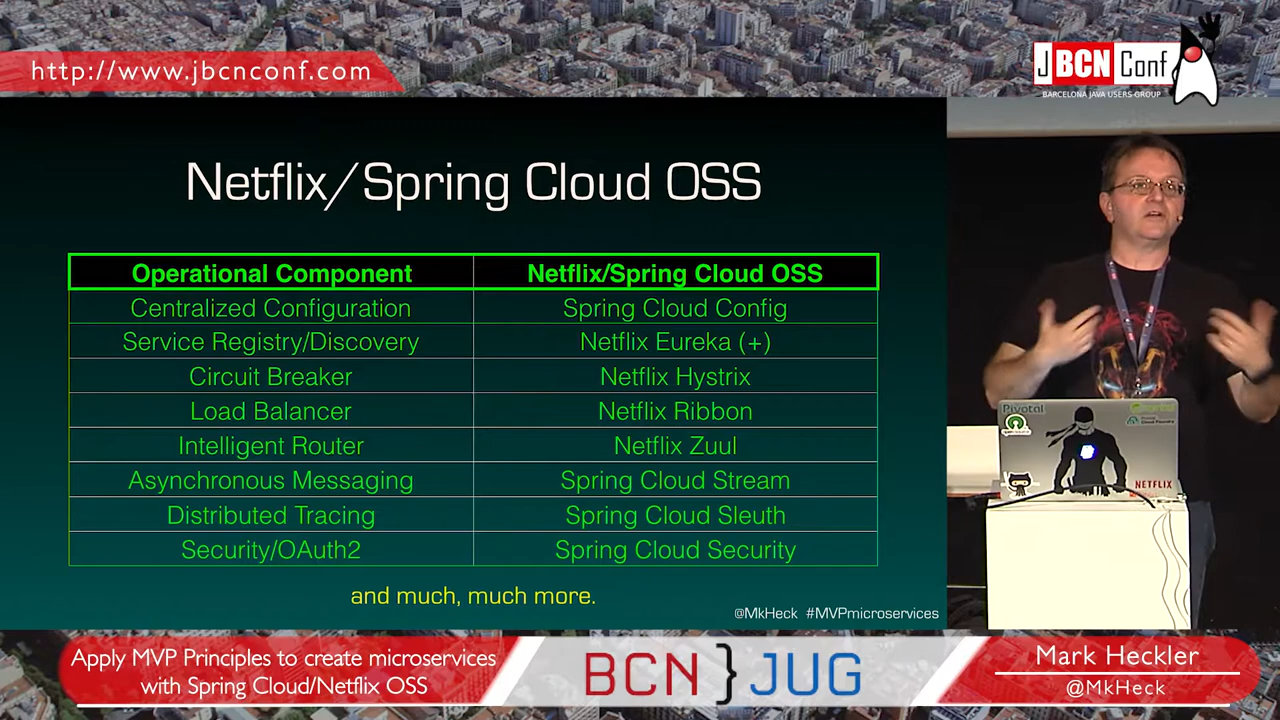 http://www.jbcnconf.com
JBCNConf
BARCELONA JAVA USERS GROUP
Netflix/Spring Cloud OSS
Operational Component Netflix/Spring Cloud OSS
Centralized Configuration Spring Cloud Config
Service Registry/Discovery Netflix Eureka (+)
Circuit Breaker Netflix Hystrix
Load Balancer Netflix Ribbon
Intelligent Router Netflix Zuul
Asynchronous Messaging Spring Cloud Stream
Distributed Tracing Spring Cloud Sleuth
Security/OAuth2 Spring Cloud Security
and much, much more.
@MkHeck #MVPmicroservices
Pivotal
Cloud Foundry
NETFLIX
Apply MVP Principles to create microservices
with Spring Cloud/Netflix OSS
BCN}JUG
Mark Heckler
@MkHeck